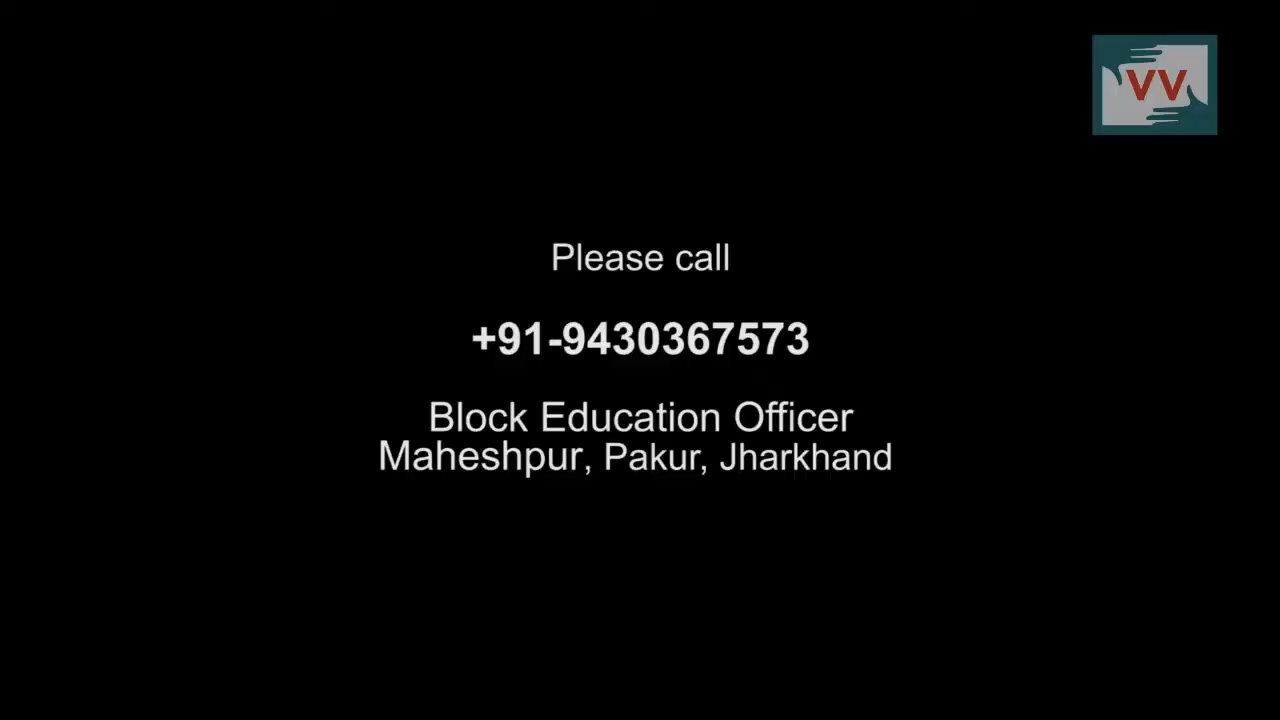 VV
Please call
+91-9430367573
Block Education Officer
Maheshpur, Pakur, Jharkhand